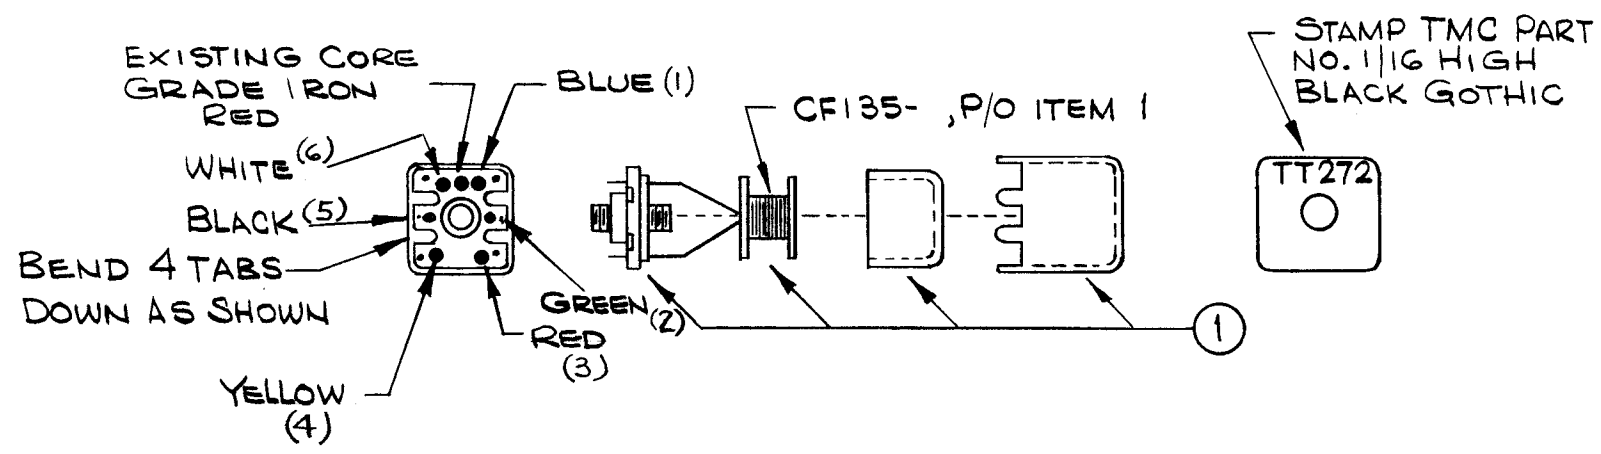 EXISTING CORE
GRADE IRON
RED
BLUE (1)
WHITE (6)
BLACK (5)
BEND 4 TABS
DOWN AS SHOWN
YELLOW
(4)
GREEN (2)
RED
(3)
CF135- , P/O ITEM 1
1
STAMP TMC PART
NO. 1/16 HIGH
BLACK GOTHIC
TT272